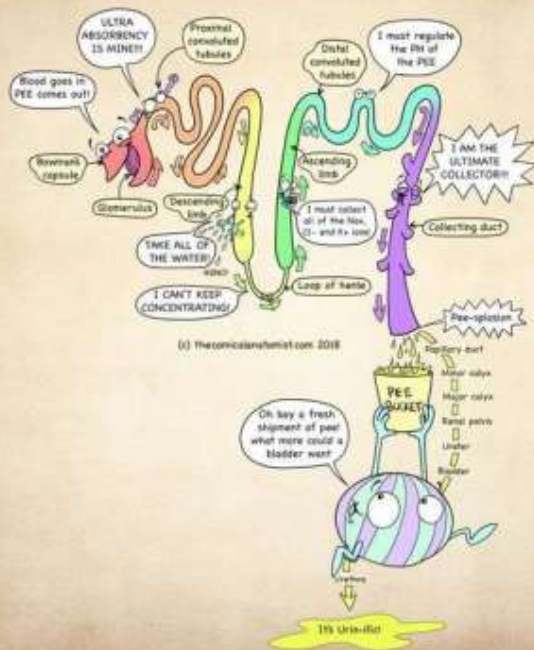 ULTRA
ABSORBENCY
IS MINE!!!
Proximal
convoluted
tubules
Blood goes in
PEE comes out!
Bowmans
capsule
Glomerulus
Descending
limb
TAKE ALL OF
THE WATER!
I CAN'T KEEP
CONCENTRATING!
Distal
convoluted
tubules
I must regulate
the PH of
the PEE
Ascending
limb
I must collect
all of the Na+,
Cl- and K+ ions!
Loop of henle
I AM THE
ULTIMATE
COLLECTOR!!!
Collecting duct
(c) thecomicalanatomist.com 2018
Pee-splosion
Papillary duct
Minor calyx
Major calyx
Renal pelvis
Ureter
Bladder
PEE
BUCKET
Oh boy a fresh
shipment of pee!
what more could a
bladder want
Urethra
It's Urin-ific!